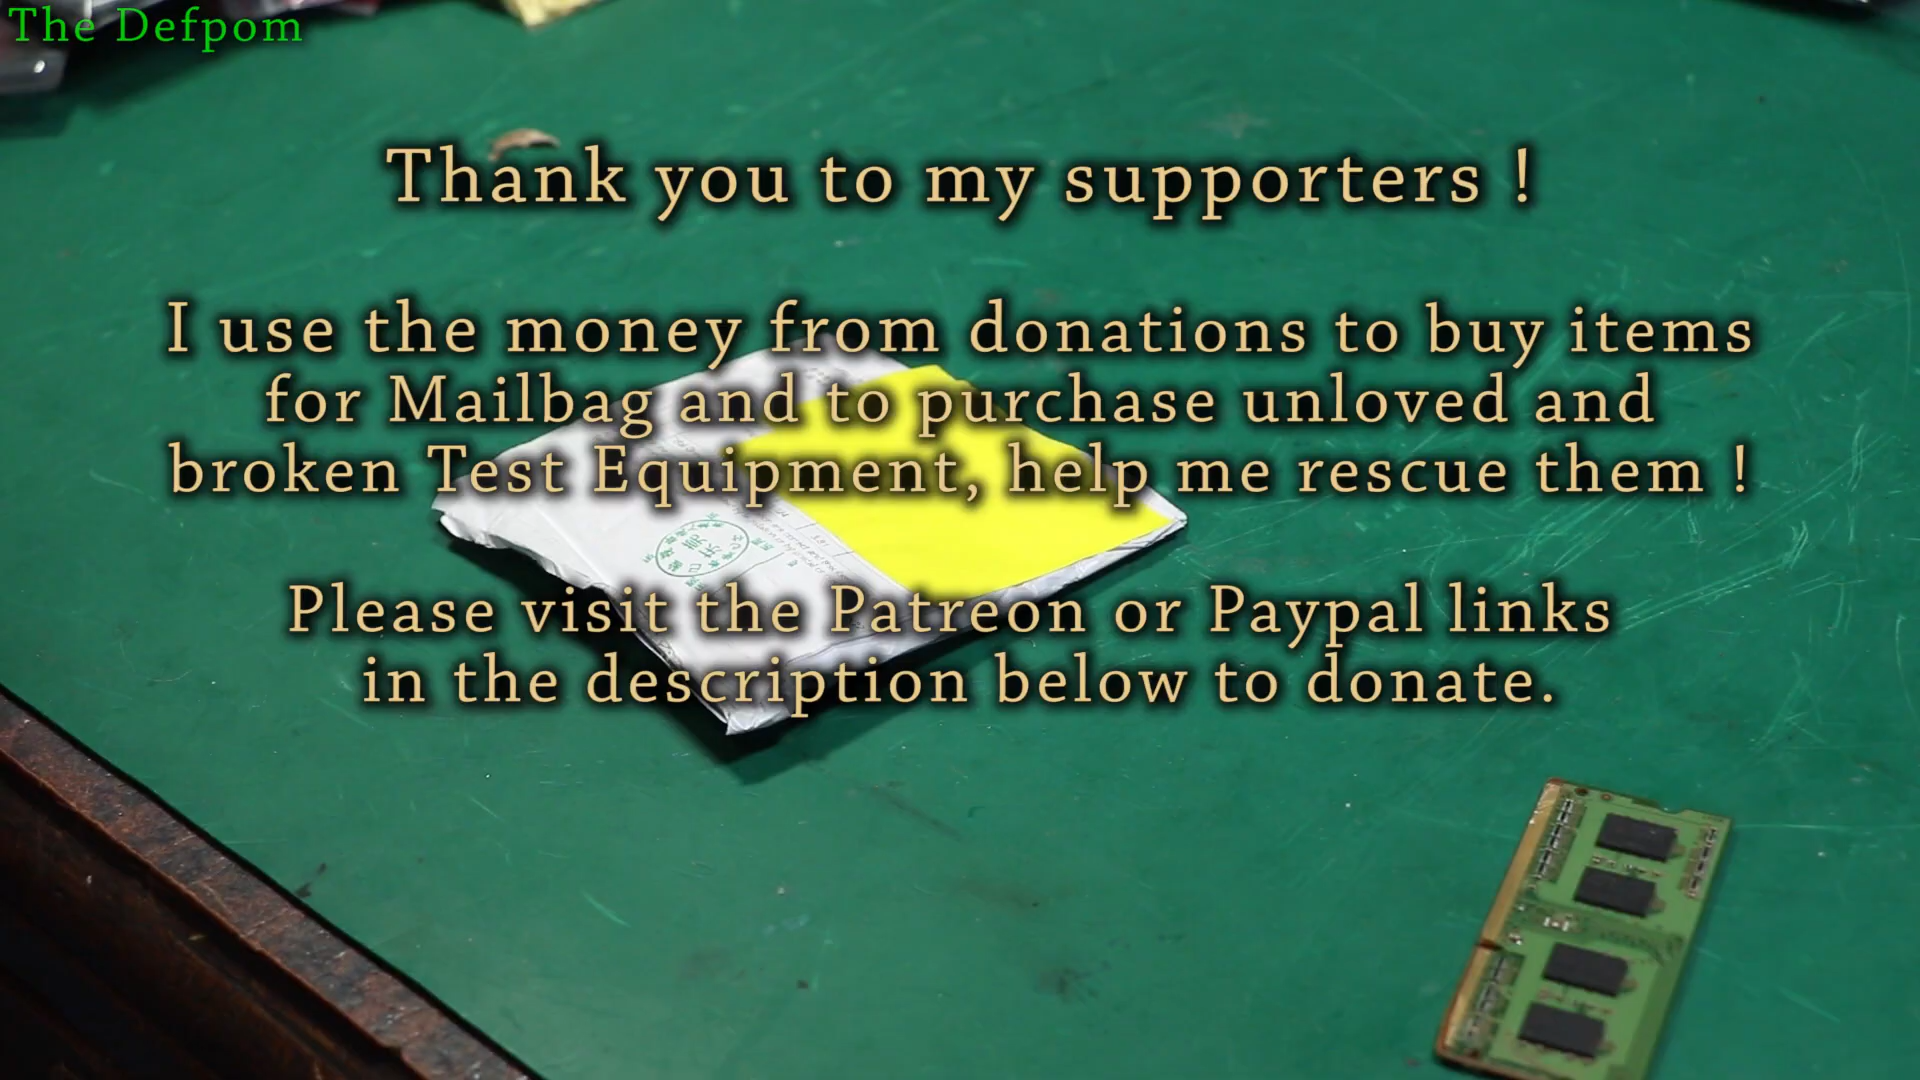 The Defpom
Thank you to my supporters !
I use the money from donations to buy items
for Mailbag and to purchase unloved and
broken Test Equipment, help me rescue them !
Please visit the Patreon or Paypal links
in the description below to donate.